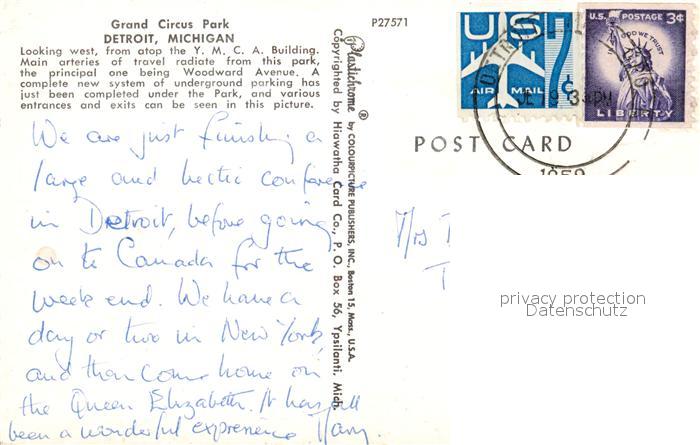 Grand Circus Park
DETROIT, MICHIGAN
Looking west, from atop the Y. M. C. A. Building.
Main arteries of travel radiate from this park,
the principal one being Woodward Avenue. A
complete new system of underground parking has
just been completed under the Park, and various
entrances and exits can be seen in this picture.
P27571
Plastichrome ® by COLOURPICTURE PUBLISHERS, INC., Boston 15, Mass., U.S.A.
Copyrighted by Hiawatha Card Co., P. O. Box 56, Ypsilanti, Mich.
US 7¢
AIR MAIL
U.S. POSTAGE 3¢
IN GOD WE TRUST
LIBERTY
DETROIT
19
PM
1959
POST CARD
We are just finishing a
large and hectic conference
in Detroit, before going
on to Canada for the
week end. We have a
day or two in New York,
and then come home on
the Queen Elizabeth. It has all
been a wonderful experience
Mrs T
T
privacy protection
Datenschutz